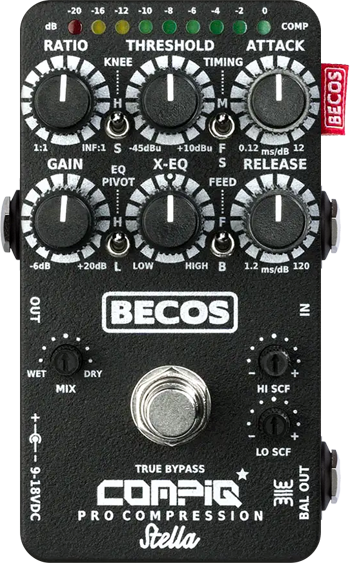 dB -20 -16 -12 -10 -8 -6 -4 -2 0 COMP
RATIO THRESHOLD ATTACK
KNEE TIMING
BECOS
H M
F
S S
1:1 INF:1 -45dBu +10dBu 0.12 ms/dB 12
GAIN X-EQ RELEASE
EQ PIVOT FEED
H F
L B
-6dB +20dB LOW HIGH 1.2 ms/dB 120
OUT BECOS IN
WET DRY
MIX
- +
HI SCF
- +
LO SCF
+ - 9-18VDC
TRUE BYPASS
BAL OUT
COMPIQ
PRO COMPRESSION
Stella